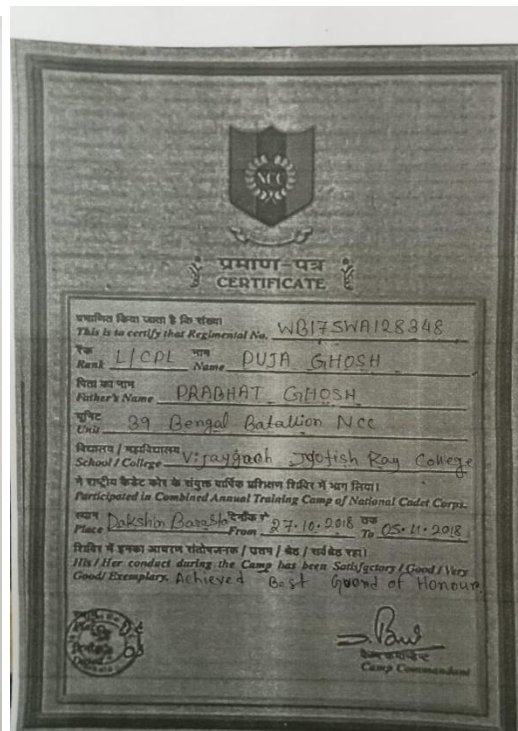 NCC
प्रमाण-पत्र
CERTIFICATE
प्रमाणित किया जाता है कि संख्या
This is to certify that Regimental No. WB17SWA128348
रैंक नाम
Rank L/CPL Name PUJA GHOSH
पिता का नाम
Father's Name PRABHAT GHOSH
यूनिट
Unit 39 Bengal Batallion NCC
विद्यालय / महाविद्यालय
School / College Vijaygarh Jyotish Ray College
ने राष्ट्रीय कैडेट कोर के संयुक्त वार्षिक प्रशिक्षण शिविर में भाग लिया।
Participated in Combined Annual Training Camp of National Cadet Corps.
स्थान दिनाँक से तक
Place Dakshin Barasat From 27.10.2018 To 05.11.2018
शिविर में इनका आचरण संतोषजनक / उत्तम / श्रेष्ठ / सर्वश्रेष्ठ रहा।
His / Her conduct during the Camp has been Satisfactory / Good / Very
Good/ Exemplary. Achieved Best Guard of Honour.
कैम्प कमांडेन्ट
Camp Commandant